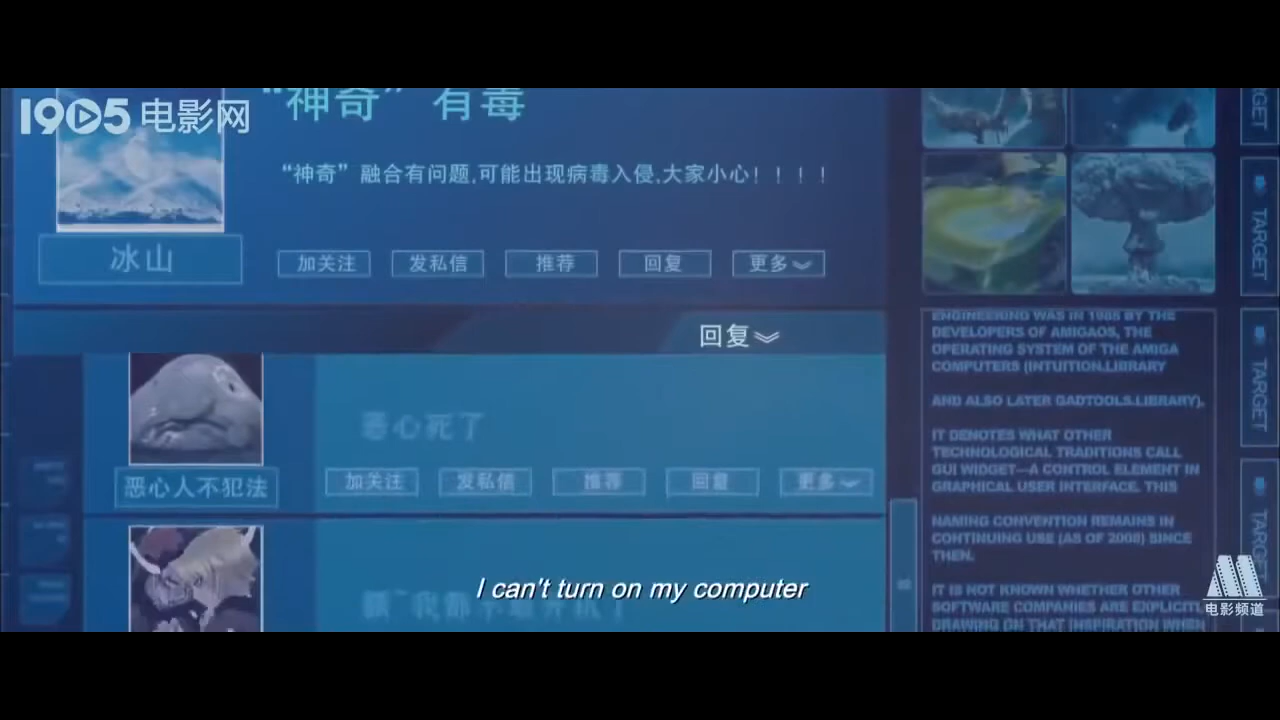 1905电影网
“神奇”有毒
“神奇”融合有问题,可能出现病毒入侵,大家小心！！！！
冰山
加关注 发私信 推荐 回复 更多
回复
恶心死了
恶心人不犯法
加关注 发私信 推荐 回复 更多
I can't turn on my computer
GET
TARGET
TARGET
TARGET
ENGINEERING WAS IN 1985 BY THE
DEVELOPERS OF AMIGAOS, THE
OPERATING SYSTEM OF THE AMIGA
COMPUTERS (INTUITION.LIBRARY
AND ALSO LATER GADTOOLS.LIBRARY).
IT DENOTES WHAT OTHER
TECHNOLOGICAL TRADITIONS CALL
GUI WIDGET—A CONTROL ELEMENT IN
GRAPHICAL USER INTERFACE. THIS
NAMING CONVENTION REMAINS IN
CONTINUING USE (AS OF 2008) SINCE
THEN.
IT IS NOT KNOWN WHETHER OTHER
SOFTWARE COMPANIES ARE EXPLICITL
DRAWING ON THAT INSPIRATION WHEN
电影频道